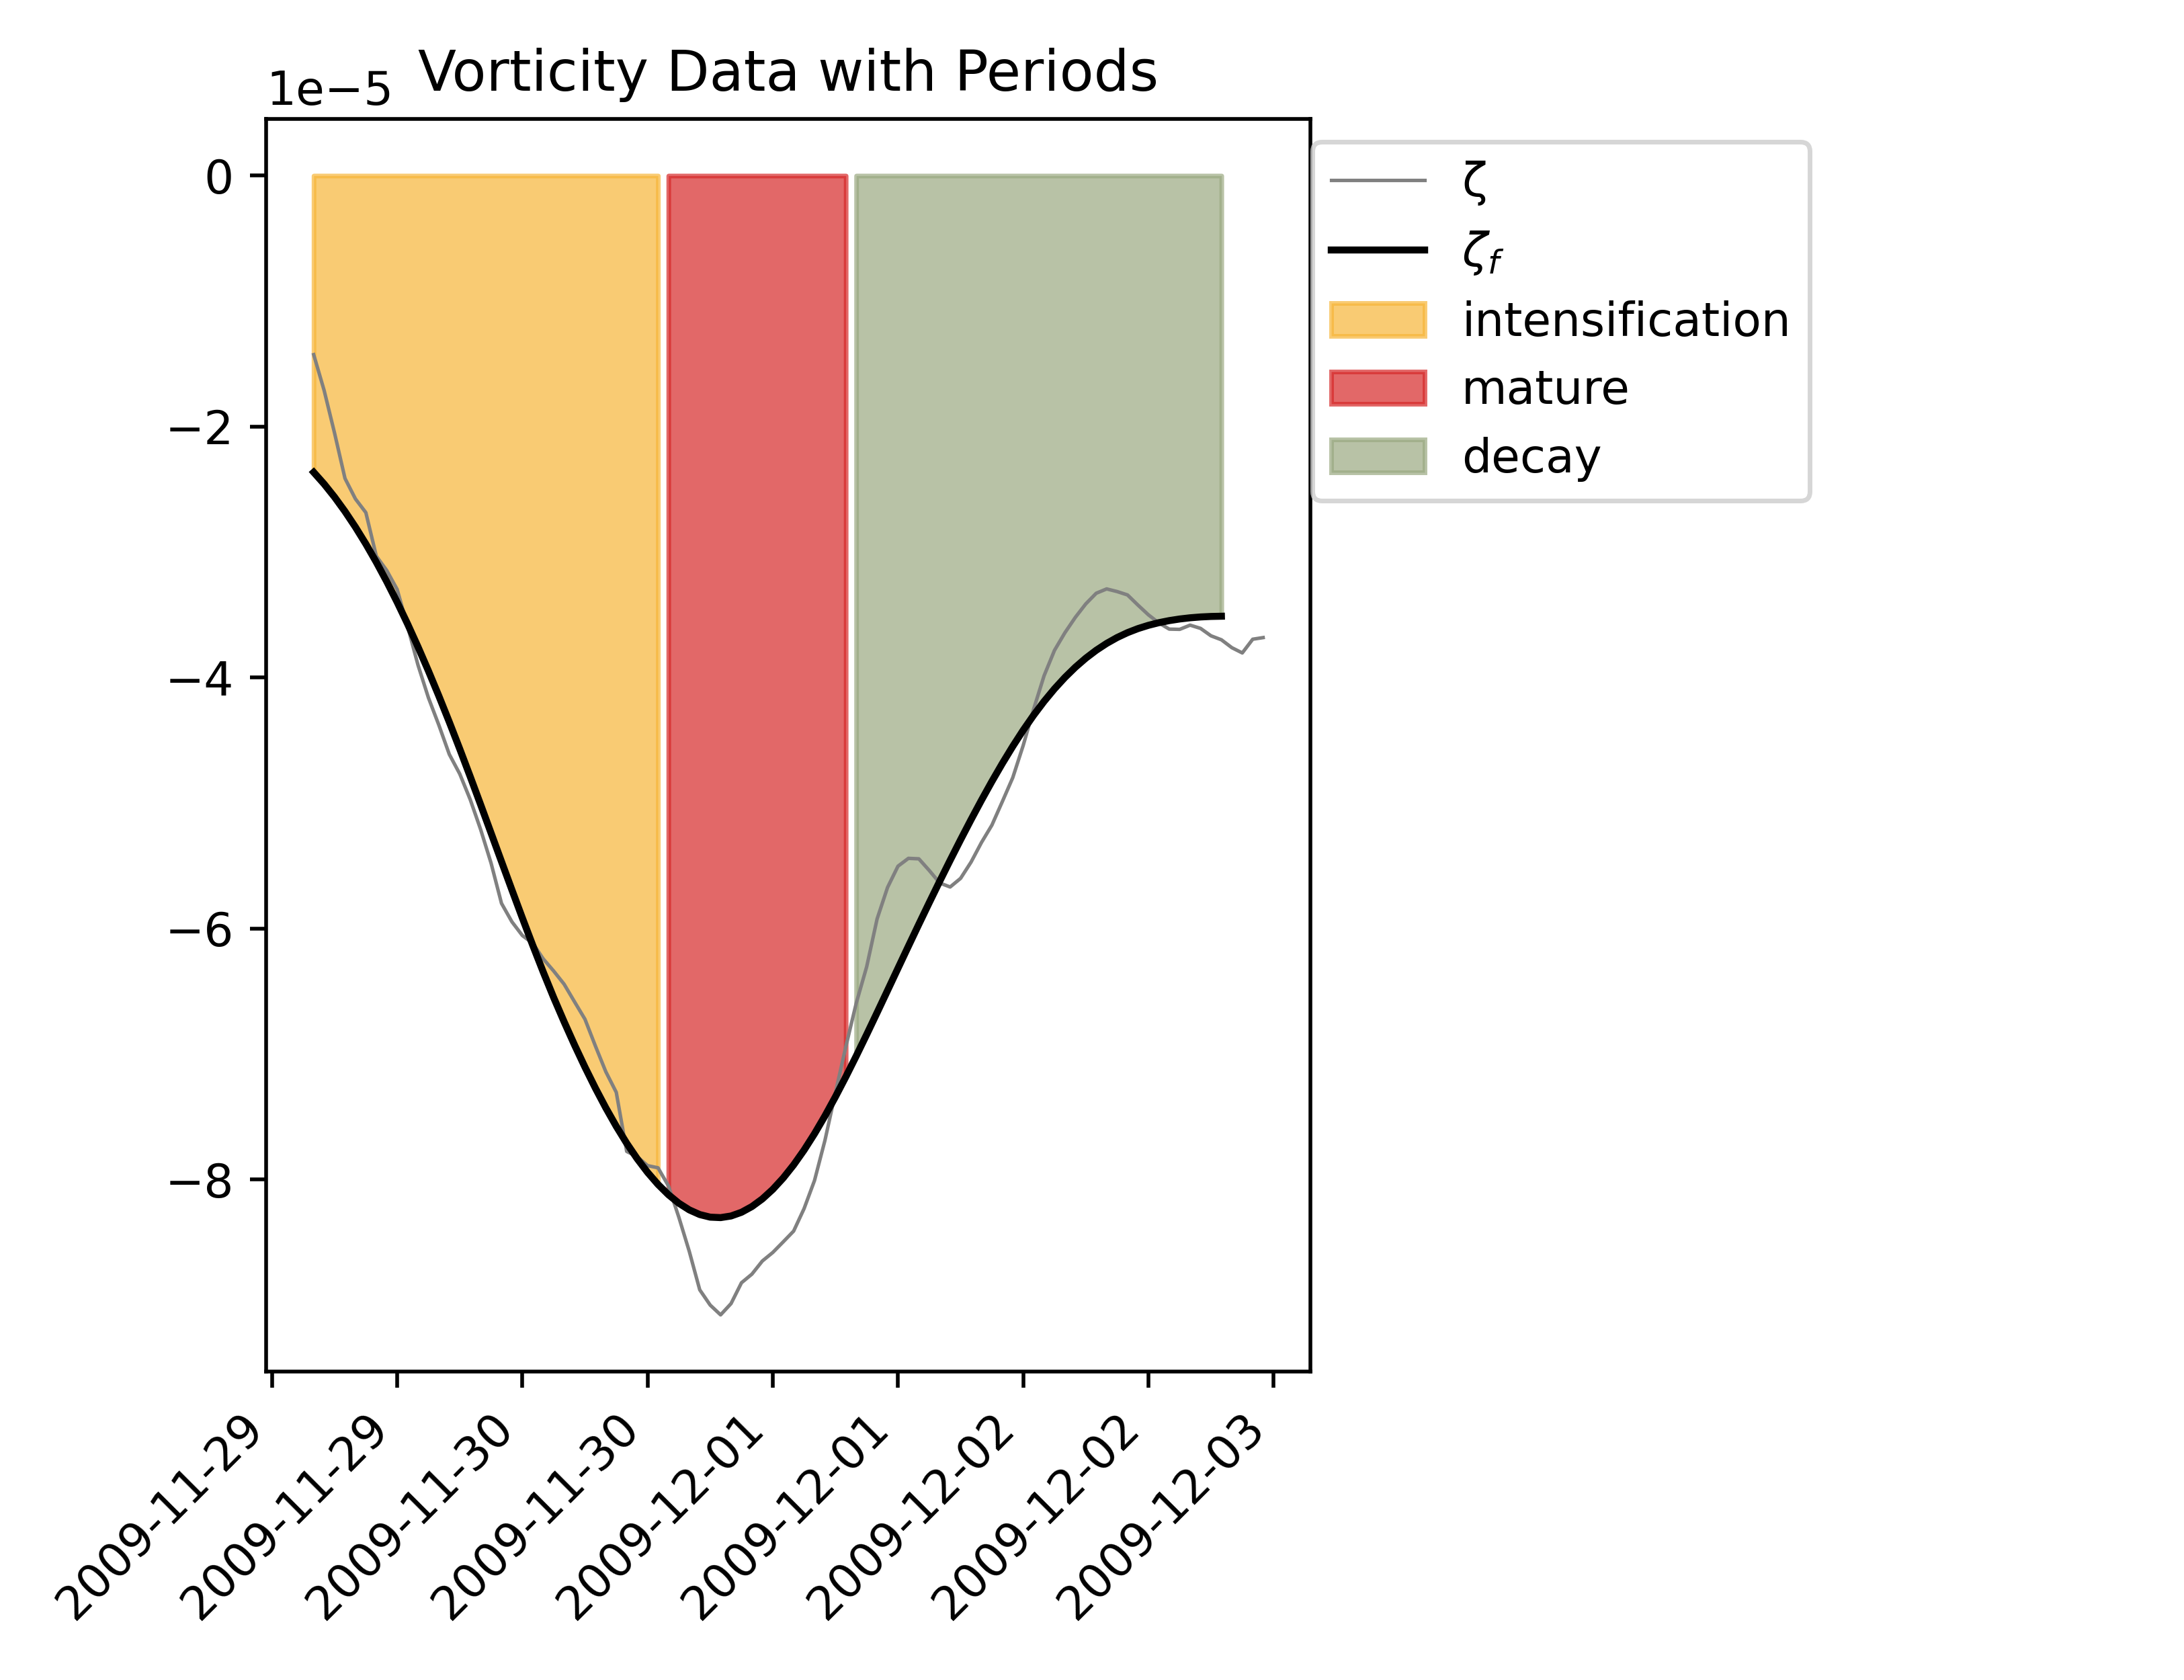 Vorticity Data with Periods
1e−5
0
−2
−4
−6
−8
ζ
ζf
intensification
mature
decay
2009-11-29
2009-11-29
2009-11-30
2009-11-30
2009-12-01
2009-12-01
2009-12-02
2009-12-02
2009-12-03